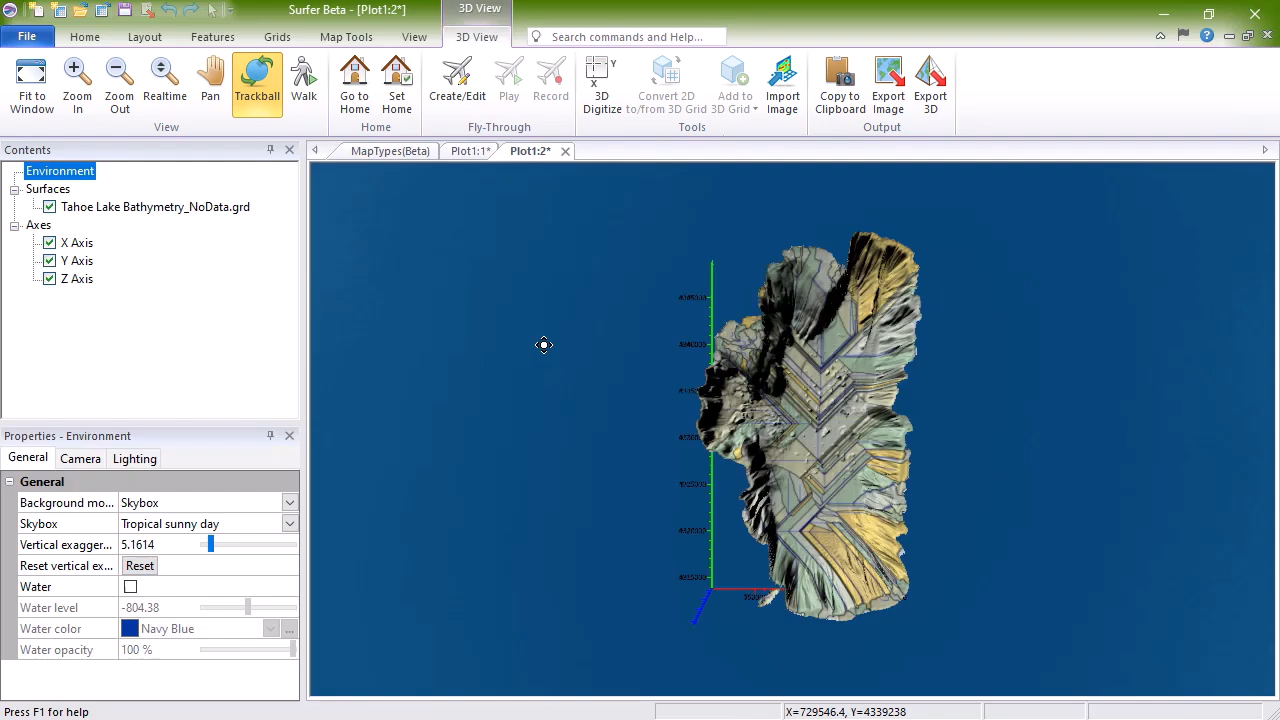 Surfer Beta - [Plot1:2*]
3D View
File
Home
Layout
Features
Grids
Map Tools
View
3D View
Search commands and Help...
Fit to Window
Zoom In
Zoom Out
Realtime
Pan
Trackball
Walk
Go to Home
Set Home
Create/Edit
Play
Record
3D Digitize
Convert 2D to/from 3D Grid
Add to 3D Grid
Import Image
Copy to Clipboard
Export Image
Export 3D
View
Home
Fly-Through
Tools
Output
Contents
MapTypes(Beta)
Plot1:1*
Plot1:2*
Environment
Surfaces
Tahoe Lake Bathymetry_NoData.grd
Axes
X Axis
Y Axis
Z Axis
Properties - Environment
General
Camera
Lighting
General
Background mo... Skybox
Skybox Tropical sunny day
Vertical exagger... 5.1614
Reset vertical ex... Reset
Water
Water level -804.38
Water color Navy Blue ...
Water opacity 100 %
Press F1 for help
X=729546.4, Y=4339238